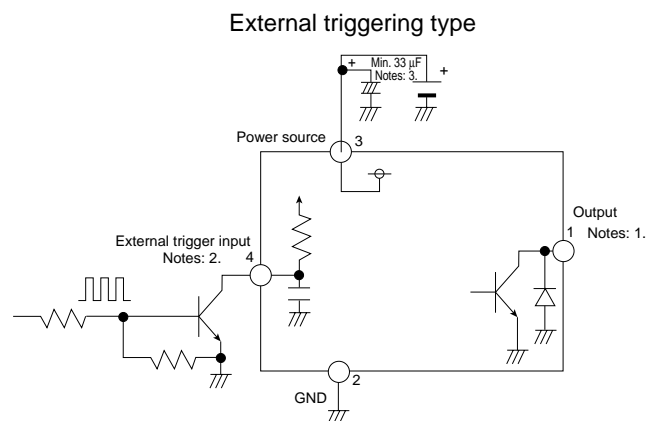 External triggering type
+
Min. 33 μF
Notes: 3.
+
Power source
3
Output
1
Notes: 1.
External trigger input
Notes: 2.
4
2
GND